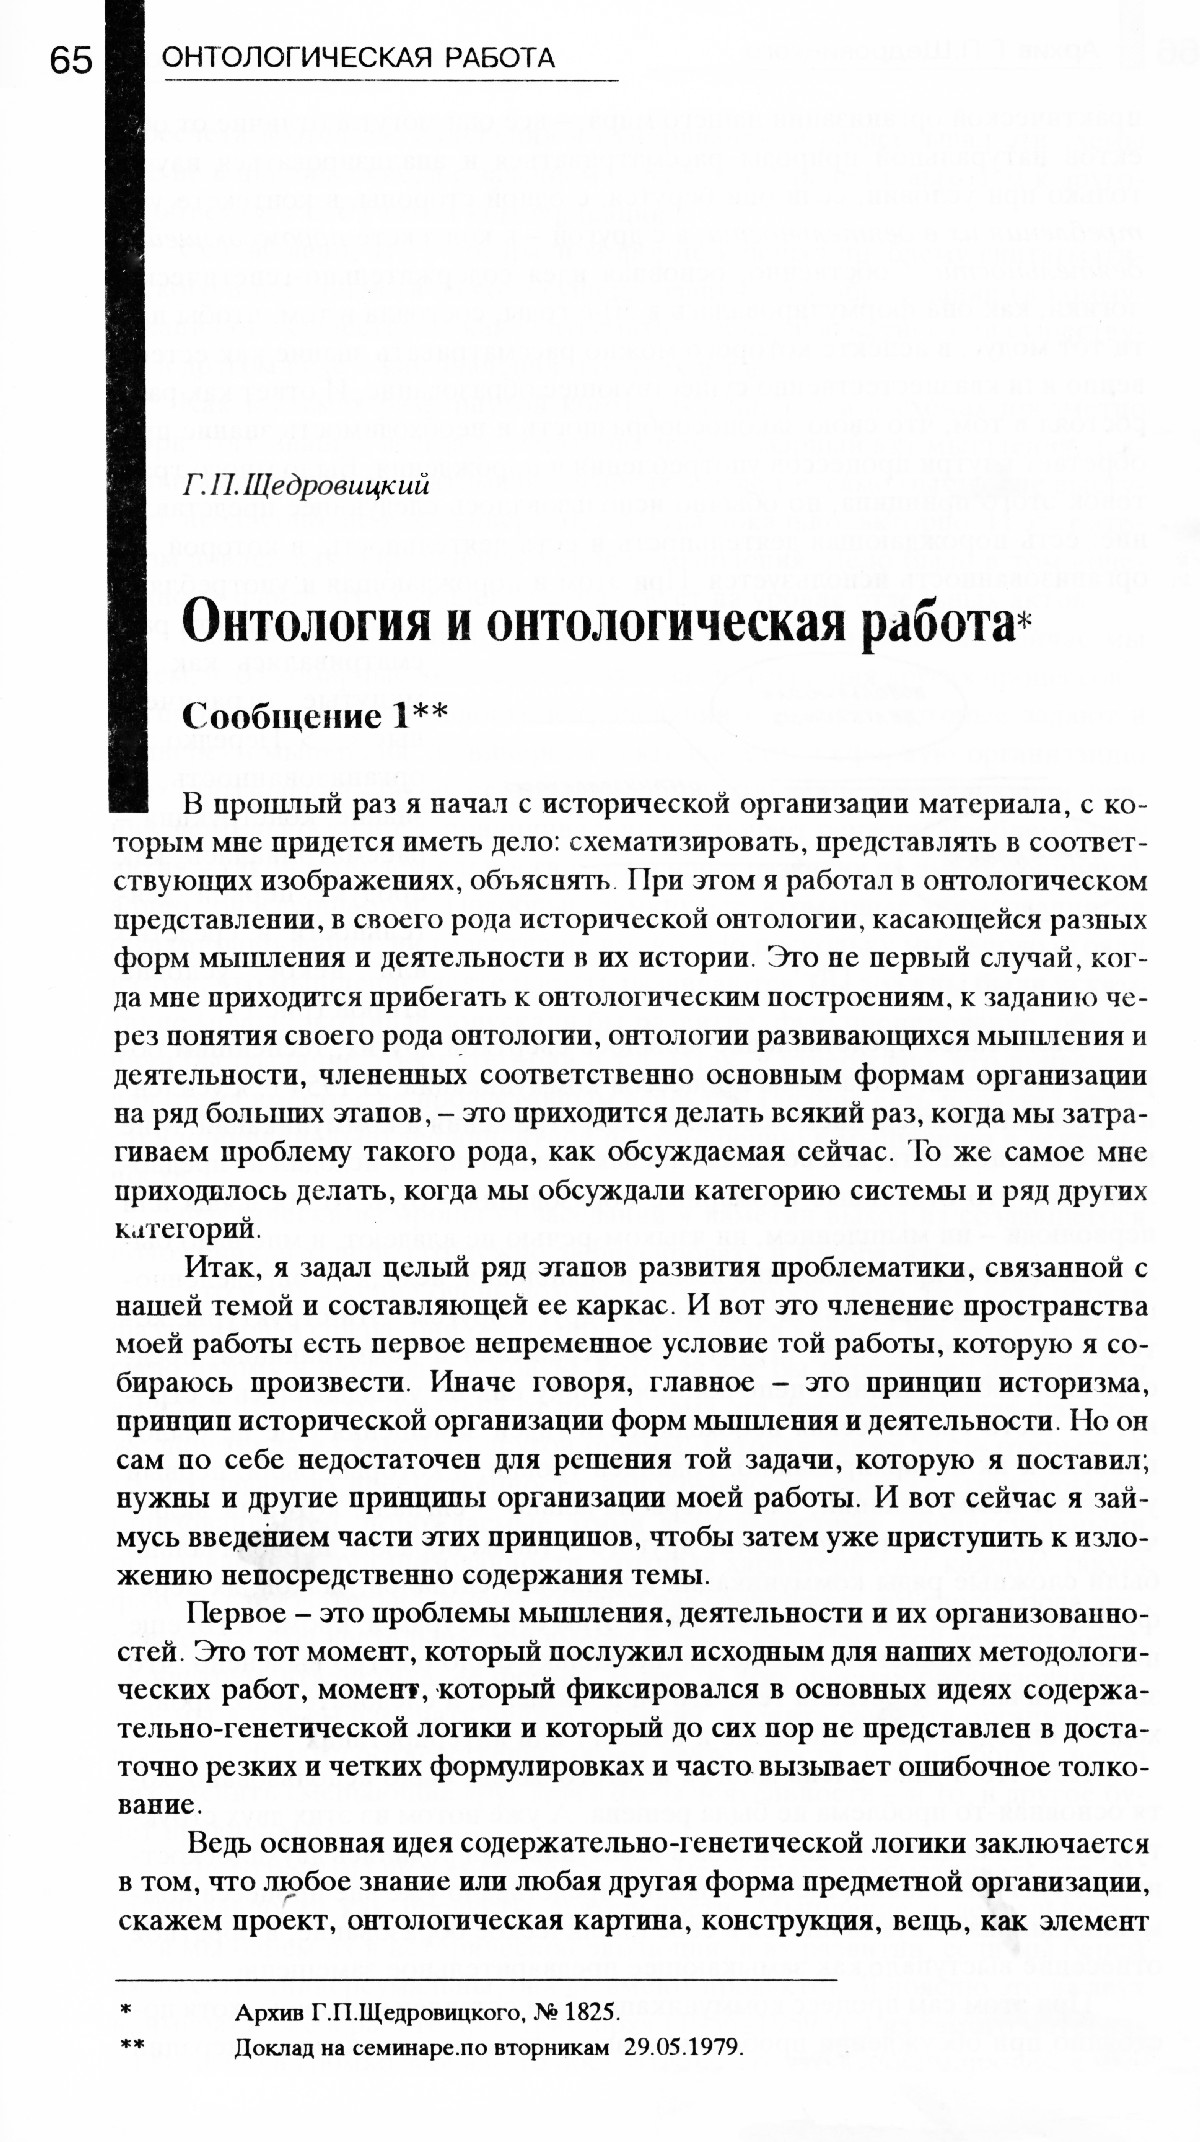 65
ОНТОЛОГИЧЕСКАЯ РАБОТА
Г.П.Щедровицкий
Онтология и онтологическая работа*
Сообщение 1**
В прошлый раз я начал с исторической организации материала, с ко-
торым мне придется иметь дело: схематизировать, представлять в соответ-
ствующих изображениях, объяснять. При этом я работал в онтологическом
представлении, в своего рода исторической онтологии, касающейся разных
форм мышления и деятельности в их истории. Это не первый случай, ког-
да мне приходится прибегать к онтологическим построениям, к заданию че-
рез понятия своего рода онтологии, онтологии развивающихся мышления и
деятельности, члененных соответственно основным формам организации
на ряд больших этапов, – это приходится делать всякий раз, когда мы затра-
гиваем проблему такого рода, как обсуждаемая сейчас. То же самое мне
приходилось делать, когда мы обсуждали категорию системы и ряд других
категорий.
Итак, я задал целый ряд этапов развития проблематики, связанной с
нашей темой и составляющей ее каркас. И вот это членение пространства
моей работы есть первое непременное условие той работы, которую я со-
бираюсь произвести. Иначе говоря, главное – это принцип историзма,
принцип исторической организации форм мышления и деятельности. Но он
сам по себе недостаточен для решения той задачи, которую я поставил;
нужны и другие принципы организации моей работы. И вот сейчас я зай-
мусь введением части этих принципов, чтобы затем уже приступить к изло-
жению непосредственно содержания темы.
Первое – это проблемы мышления, деятельности и их организованно-
стей. Это тот момент, который послужил исходным для наших методологи-
ческих работ, момент, который фиксировался в основных идеях содержа-
тельно-генетической логики и который до сих пор не представлен в доста-
точно резких и четких формулировках и часто вызывает ошибочное толко-
вание.
Ведь основная идея содержательно-генетической логики заключается
в том, что любое знание или любая другая форма предметной организации,
скажем проект, онтологическая картина, конструкция, вещь, как элемент
* Архив Г.П.Щедровицкого, № 1825.
** Доклад на семинаре.по вторникам 29.05.1979.